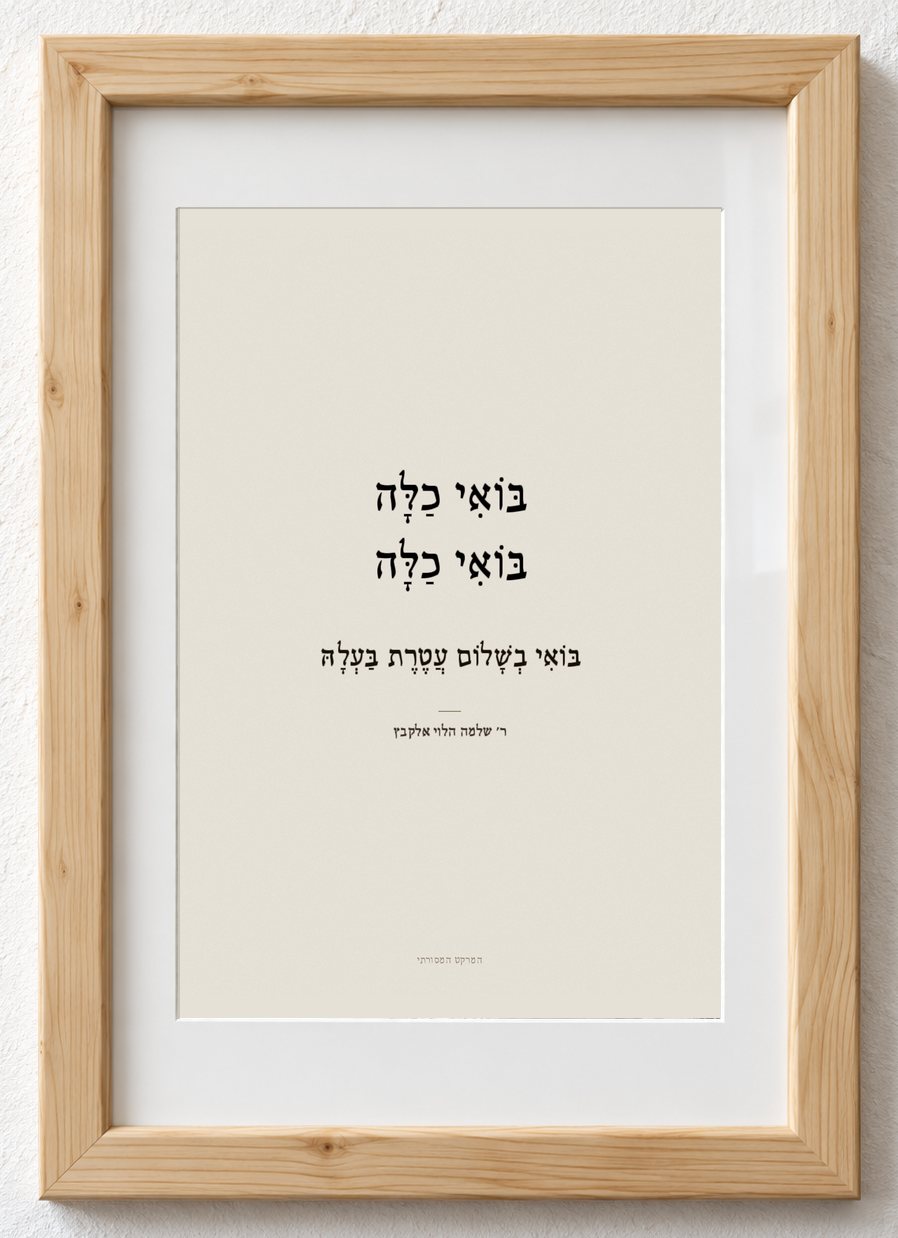 בּוֹאִי כַלָּה
בּוֹאִי כַלָּה
בּוֹאִי בְשָׁלוֹם עֲטֶרֶת בַּעְלָהּ
ר׳ שלמה הלוי אלקבץ
המרקט המסורתי